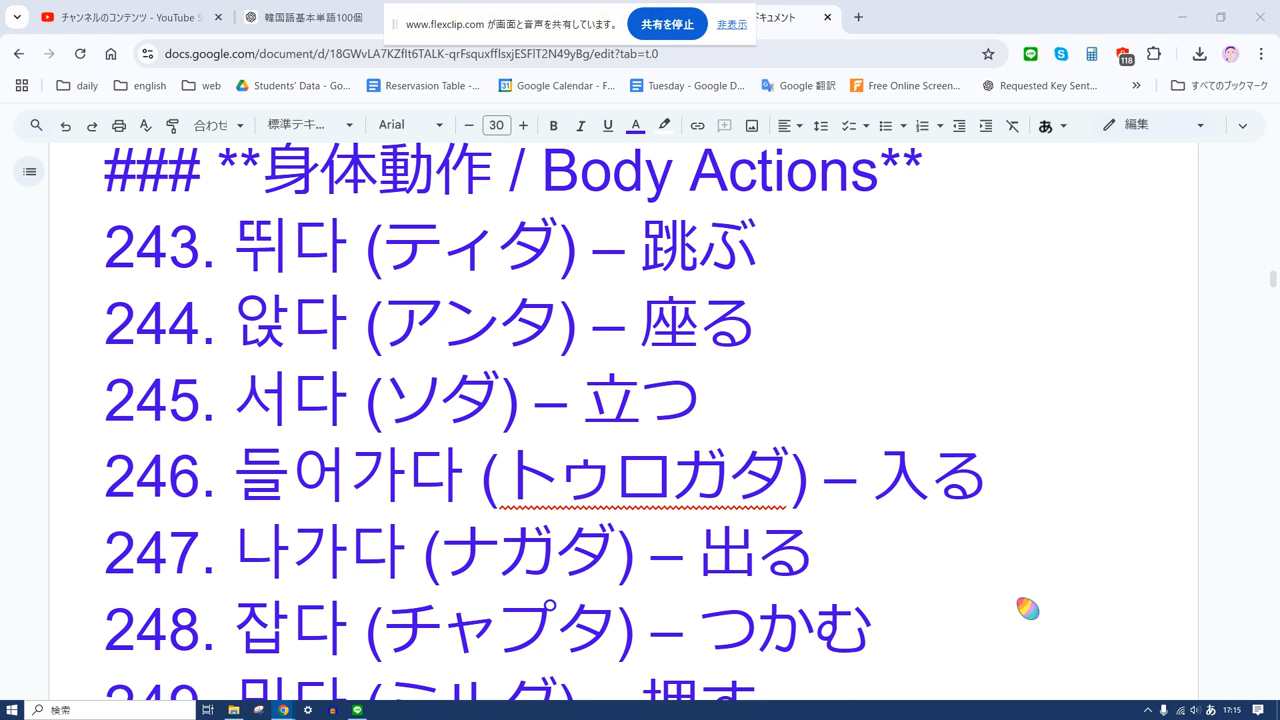 チャンネルのコンテンツ - YouTube S
韓国語基本単語100個
www.flexclip.com が画面と音声を共有しています。
共有を停止
非表示
ドキュメント
docs.google.com/document/d/18GWvLA7KZflt6TALK-qrFsquxfflsxjESFlT2N49yBg/edit?tab=t.0
118
daily
english
web
Students' Data - Go...
Reservasion Table -...
Google Calendar - F...
Tuesday - Google D...
Google 翻訳
Free Online Screen...
Requested Key Sent...
すべてのブックマーク
合わせ
標準テキ...
Arial
30
B
I
U
A
あ
編集
### **身体動作 / Body Actions**
243. 뛰다 (ティダ) – 跳ぶ
244. 앉다 (アンタ) – 座る
245. 서다 (ソダ) – 立つ
246. 들어가다 (トゥロガダ) – 入る
247. 나가다 (ナガダ) – 出る
248. 잡다 (チャプタ) – つかむ
検索
あ
17:15